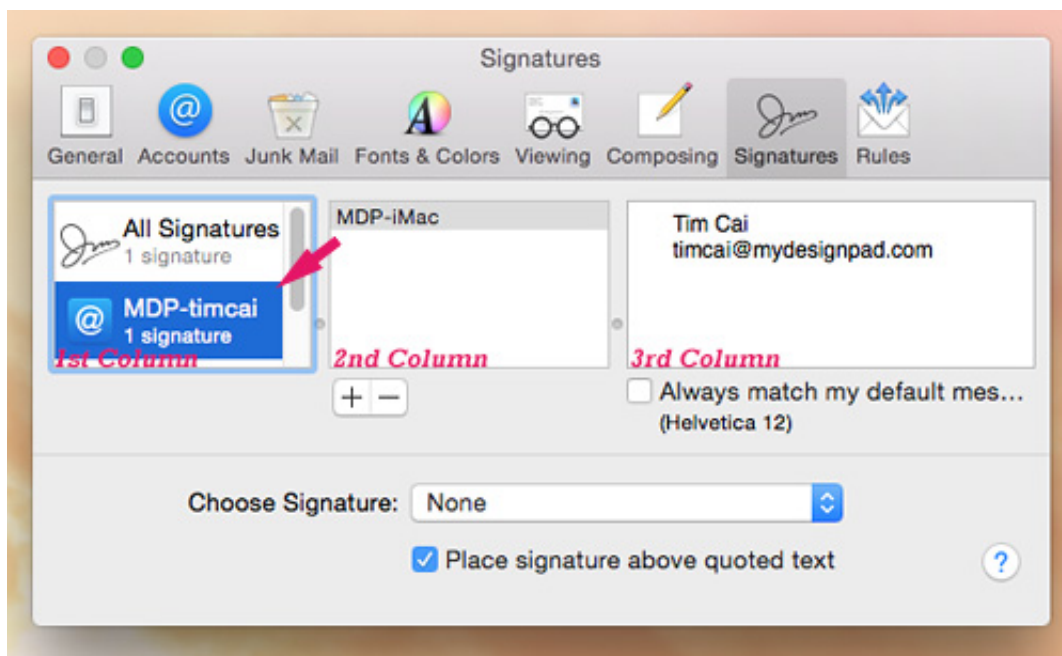 Signatures
General Accounts Junk Mail Fonts & Colors Viewing Composing Signatures Rules
All Signatures
1 signature
MDP-timcai
1 signature
1st Column
MDP-iMac
2nd Column
Tim Cai
timcai@mydesignpad.com
3rd Column
Always match my default mes...
(Helvetica 12)
Choose Signature: None
Place signature above quoted text